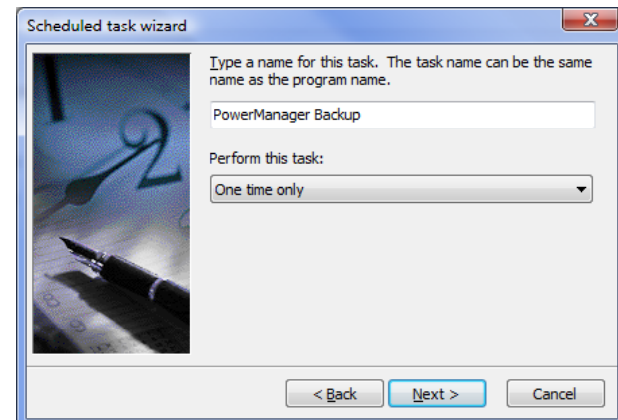 Scheduled task wizard
Type a name for this task. The task name can be the same
name as the program name.
PowerManager Backup
Perform this task:
One time only
< Back
Next >
Cancel